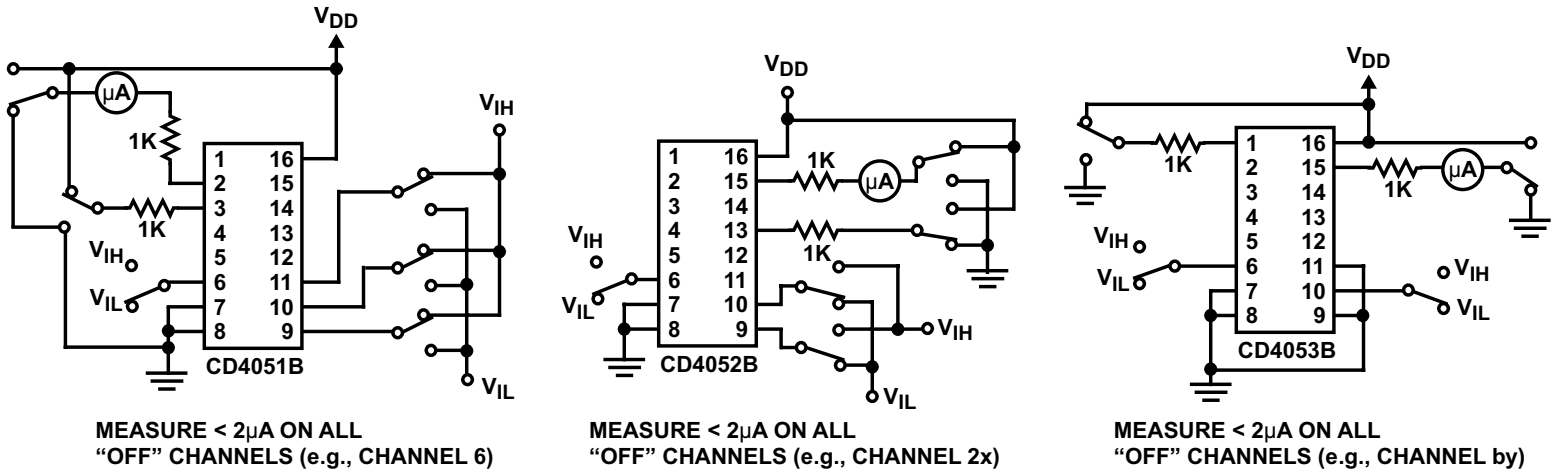 VDD
µA
1K
1K
1
2
3
4
5
6
7
8
16
15
14
13
12
11
10
9
VIH
VIL
VIH
VIL
CD4051B
MEASURE < 2µA ON ALL
“OFF” CHANNELS (e.g., CHANNEL 6)
VDD
1
2
3
4
5
6
7
8
16
15
14
13
12
11
10
9
1K
µA
1K
VIH
VIL
VIH
VIL
CD4052B
MEASURE < 2µA ON ALL
“OFF” CHANNELS (e.g., CHANNEL 2x)
VDD
1K
1
2
3
4
5
6
7
8
16
15
14
13
12
11
10
9
1K
µA
VIH
VIL
VIH
VIL
CD4053B
MEASURE < 2µA ON ALL
“OFF” CHANNELS (e.g., CHANNEL by)